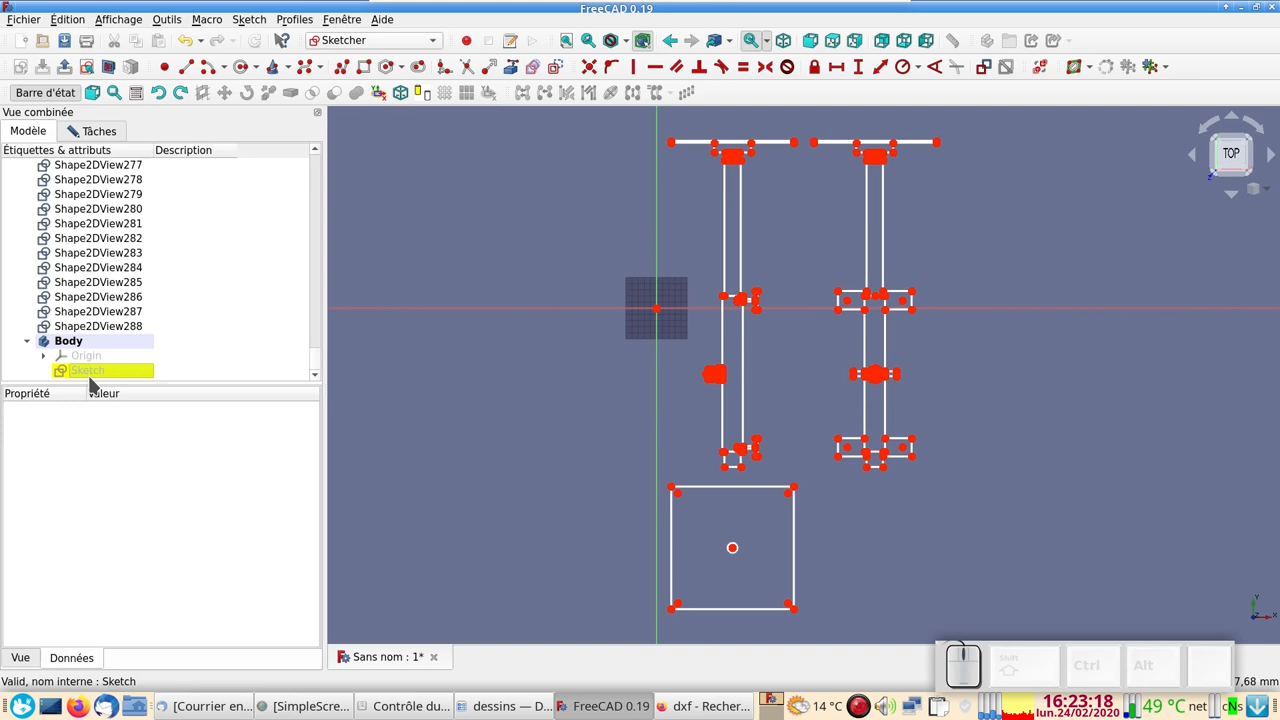 FreeCAD 0.19
Fichier Édition Affichage Outils Macro Sketch Profiles Fenêtre Aide
Sketcher
Barre d'état
Vue combinée
Modèle Tâches
Étiquettes & attributs Description
Shape2DView277
Shape2DView278
Shape2DView279
Shape2DView280
Shape2DView281
Shape2DView282
Shape2DView283
Shape2DView284
Shape2DView285
Shape2DView286
Shape2DView287
Shape2DView288
Body
Origin
Sketch
Propriété
TOP
Y
X
Z
Vue Données
Sans nom : 1*
Shift Ctrl Alt
Valid, nom interne : Sketch
7,68 mm
[Courrier en... [SimpleScre... Contrôle du... dessins — D... FreeCAD 0.19 dxf - Recher...
14 °C
16:23:18
lun.24/02/2020
49 °C net